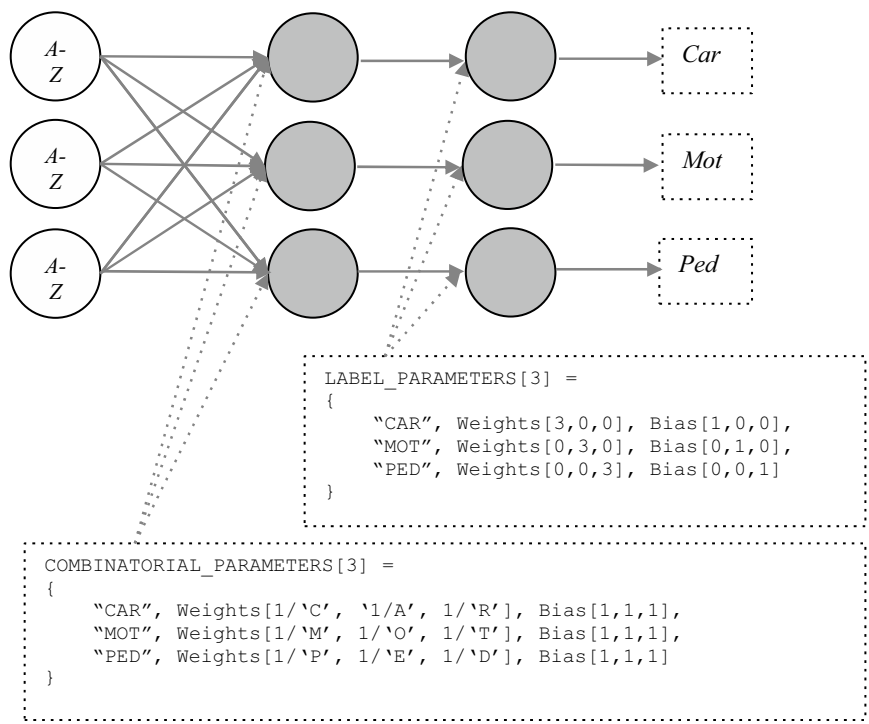 A-
Z
Car
A-
Z
Mot
A-
Z
Ped
LABEL_PARAMETERS[3] =
{
“CAR”, Weights[3,0,0], Bias[1,0,0],
“MOT”, Weights[0,3,0], Bias[0,1,0],
“PED”, Weights[0,0,3], Bias[0,0,1]
}
COMBINATORIAL_PARAMETERS[3] =
{
“CAR”, Weights[1/‘C’, ‘1/A’, 1/‘R’], Bias[1,1,1],
“MOT”, Weights[1/‘M’, 1/‘O’, 1/‘T’], Bias[1,1,1],
“PED”, Weights[1/‘P’, 1/‘E’, 1/‘D’], Bias[1,1,1]
}